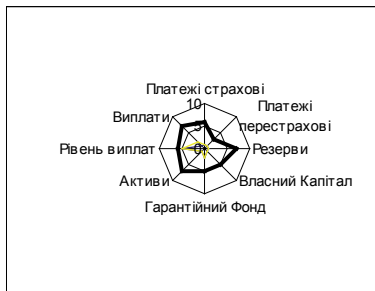 Платежі страхові
10
Платежі
перестрахові
Виплати
5
Рівень виплат
0
Резерви
Активи
Власний Капітал
Гарантійний Фонд